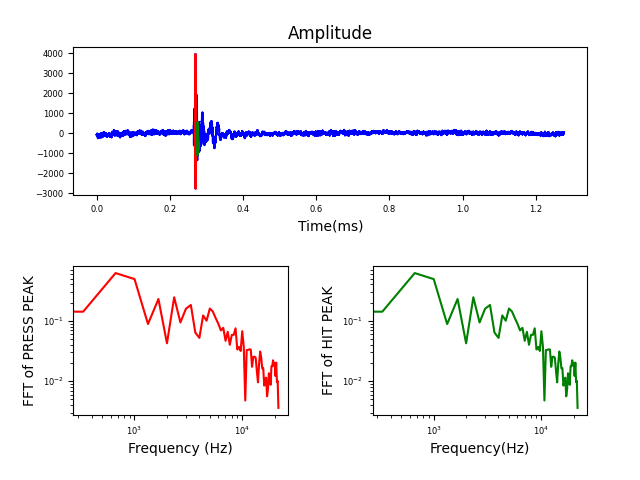 Amplitude
4000
3000
2000
1000
0
−1000
−2000
−3000
0.0 0.2 0.4 0.6 0.8 1.0 1.2
Time(ms)
FFT of PRESS PEAK
10⁻¹
10⁻²
10³ 10⁴
Frequency (Hz)
FFT of HIT PEAK
10⁻¹
10⁻²
10³ 10⁴
Frequency(Hz)